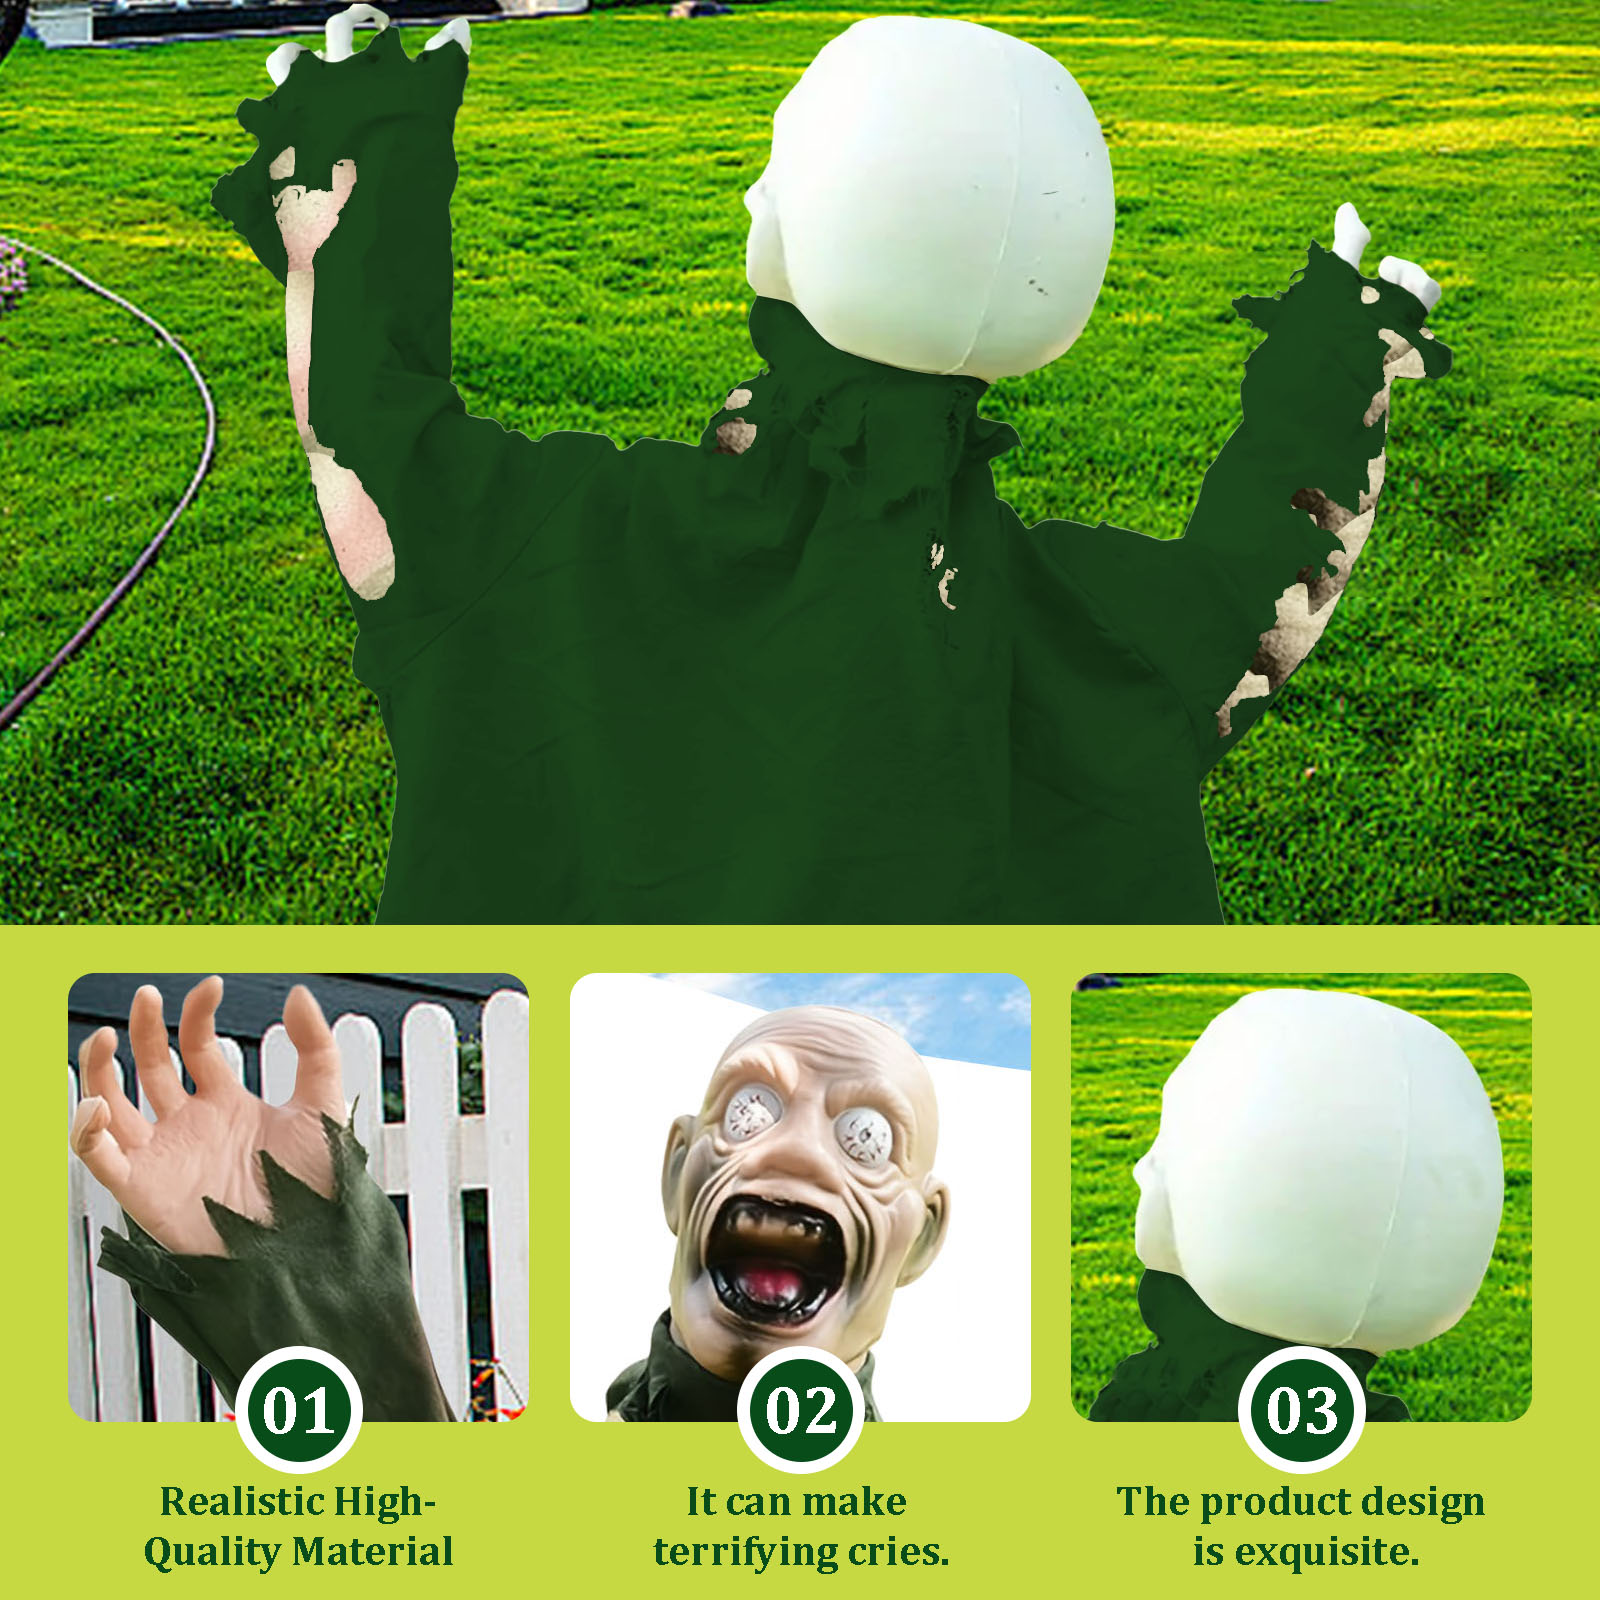 01
Realistic High-
Quality Material
02
It can make
terrifying cries.
03
The product design
is exquisite.